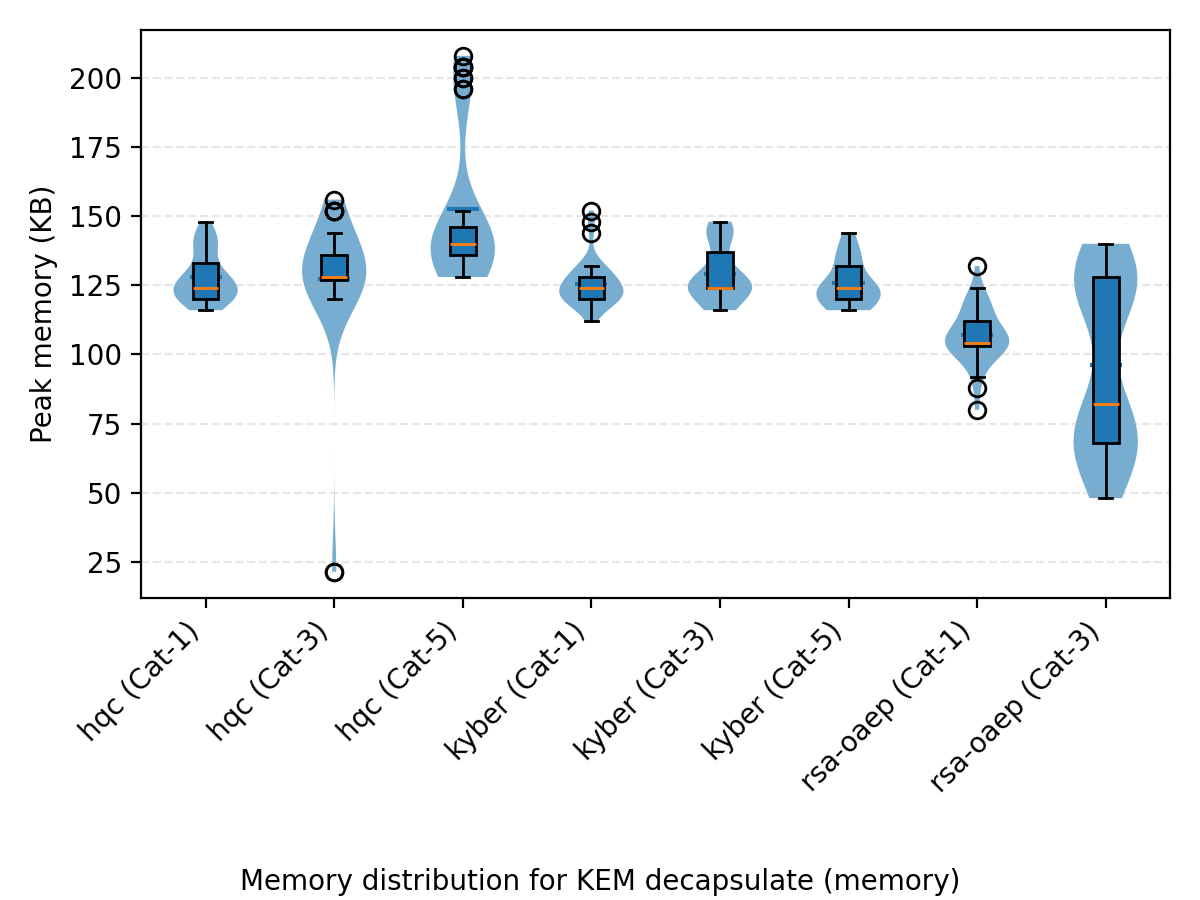 Peak memory (KB)
200
175
150
125
100
75
50
25
hqc (Cat-1)
hqc (Cat-3)
hqc (Cat-5)
kyber (Cat-1)
kyber (Cat-3)
kyber (Cat-5)
rsa-oaep (Cat-1)
rsa-oaep (Cat-3)
Memory distribution for KEM decapsulate (memory)